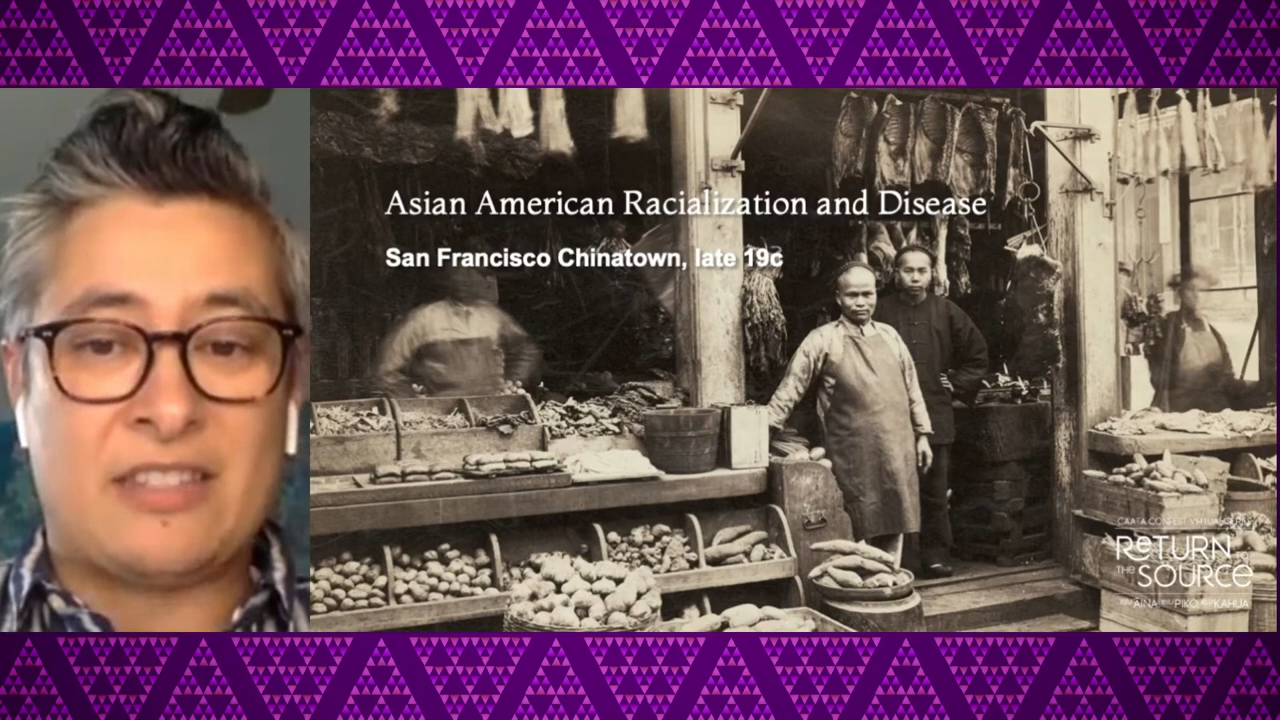 Asian American Racialization and Disease
San Francisco Chinatown, late 19c
ReTURN TO
THE SOURCE